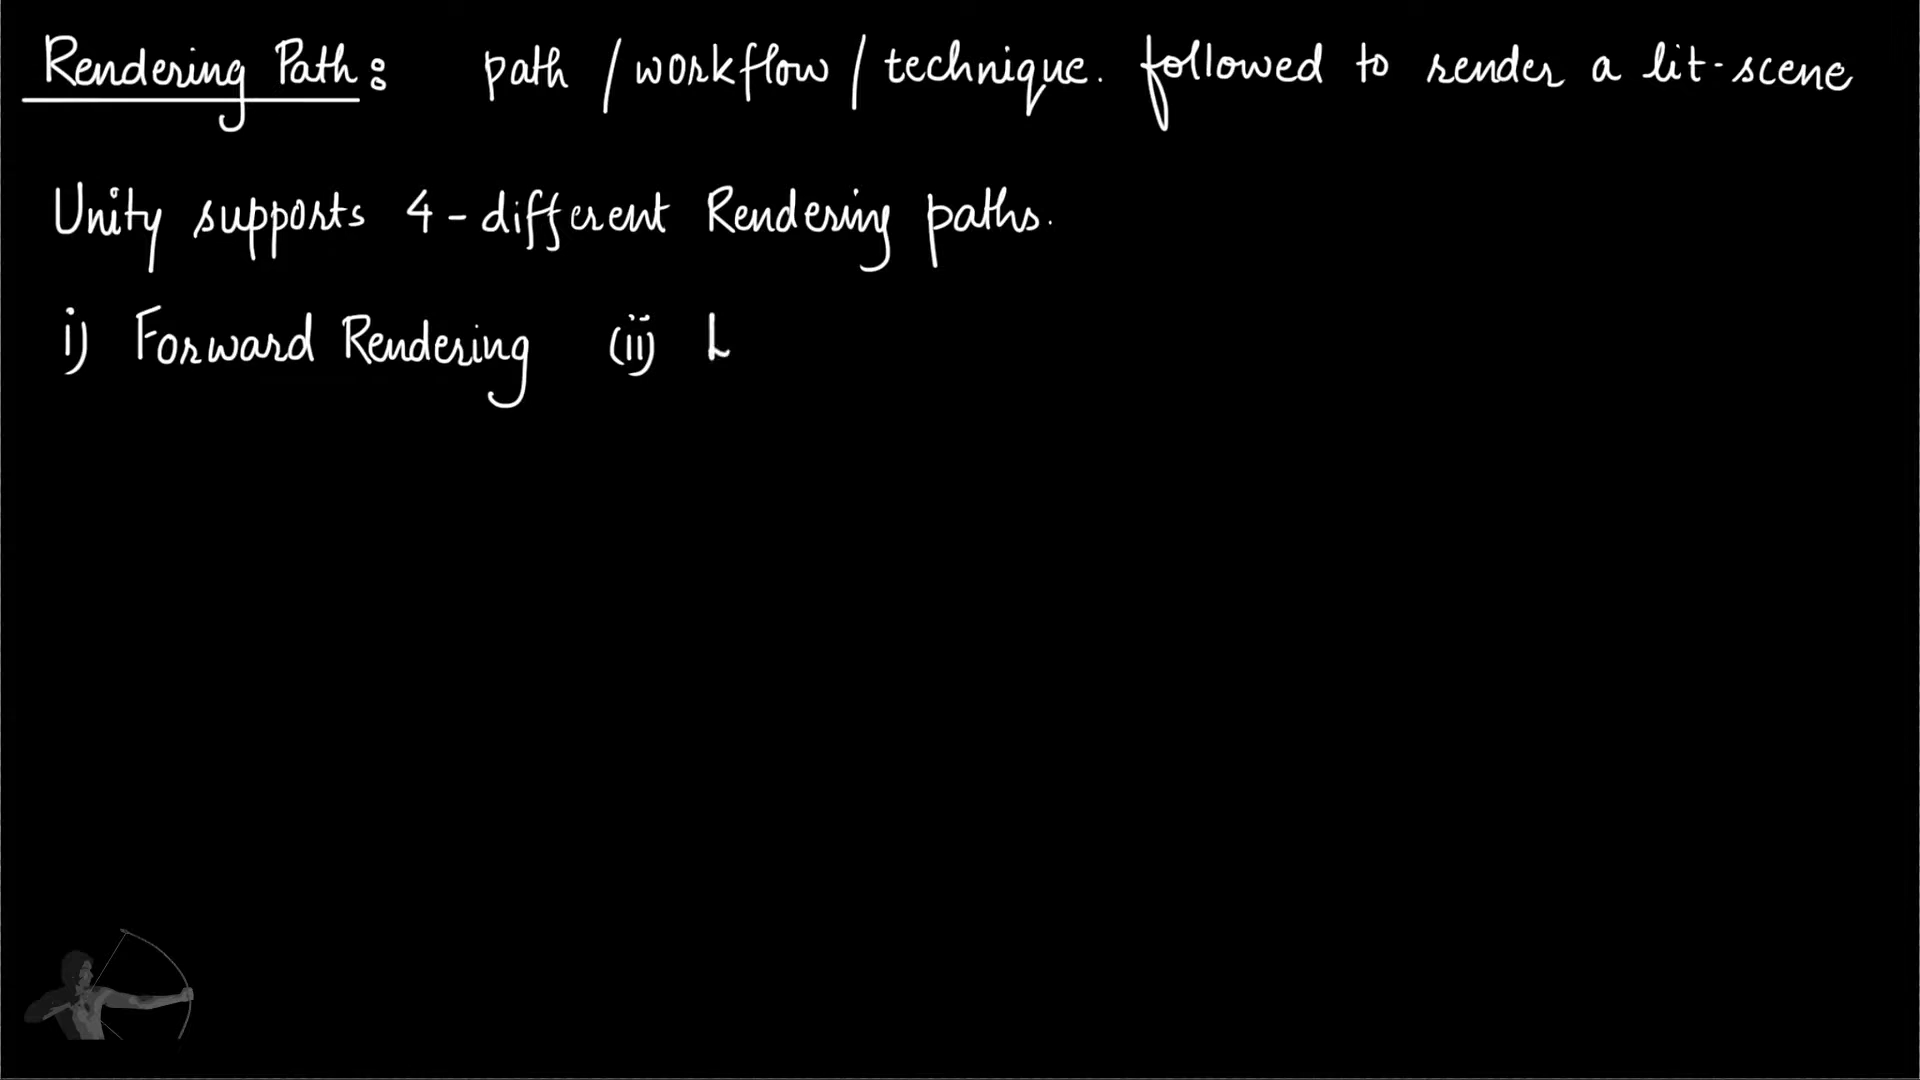 Rendering Path: path / workflow / technique. followed to render a lit-scene
Unity supports 4-different Rendering paths.
i) Forward Rendering (ii) L